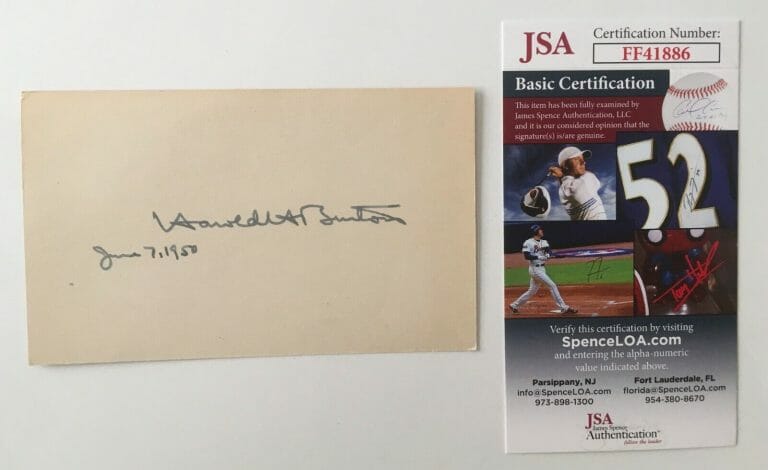 Harold H Burton
June 7, 1950
JSA
Certification Number:
FF41886
Basic Certification
This item has been fully examined by
James Spence Authentication, LLC
and it is our considered opinion that the
signature(s) is/are genuine.
52
Verify this certification by visiting
SpenceLOA.com
and entering the alpha-numeric
value indicated above.
Parsippany, NJ
info@SpenceLOA.com
973-898-1300
Fort Lauderdale, FL
florida@SpenceLOA.com
954-380-8670
JSA
James Spence
Authentication
follow the leader